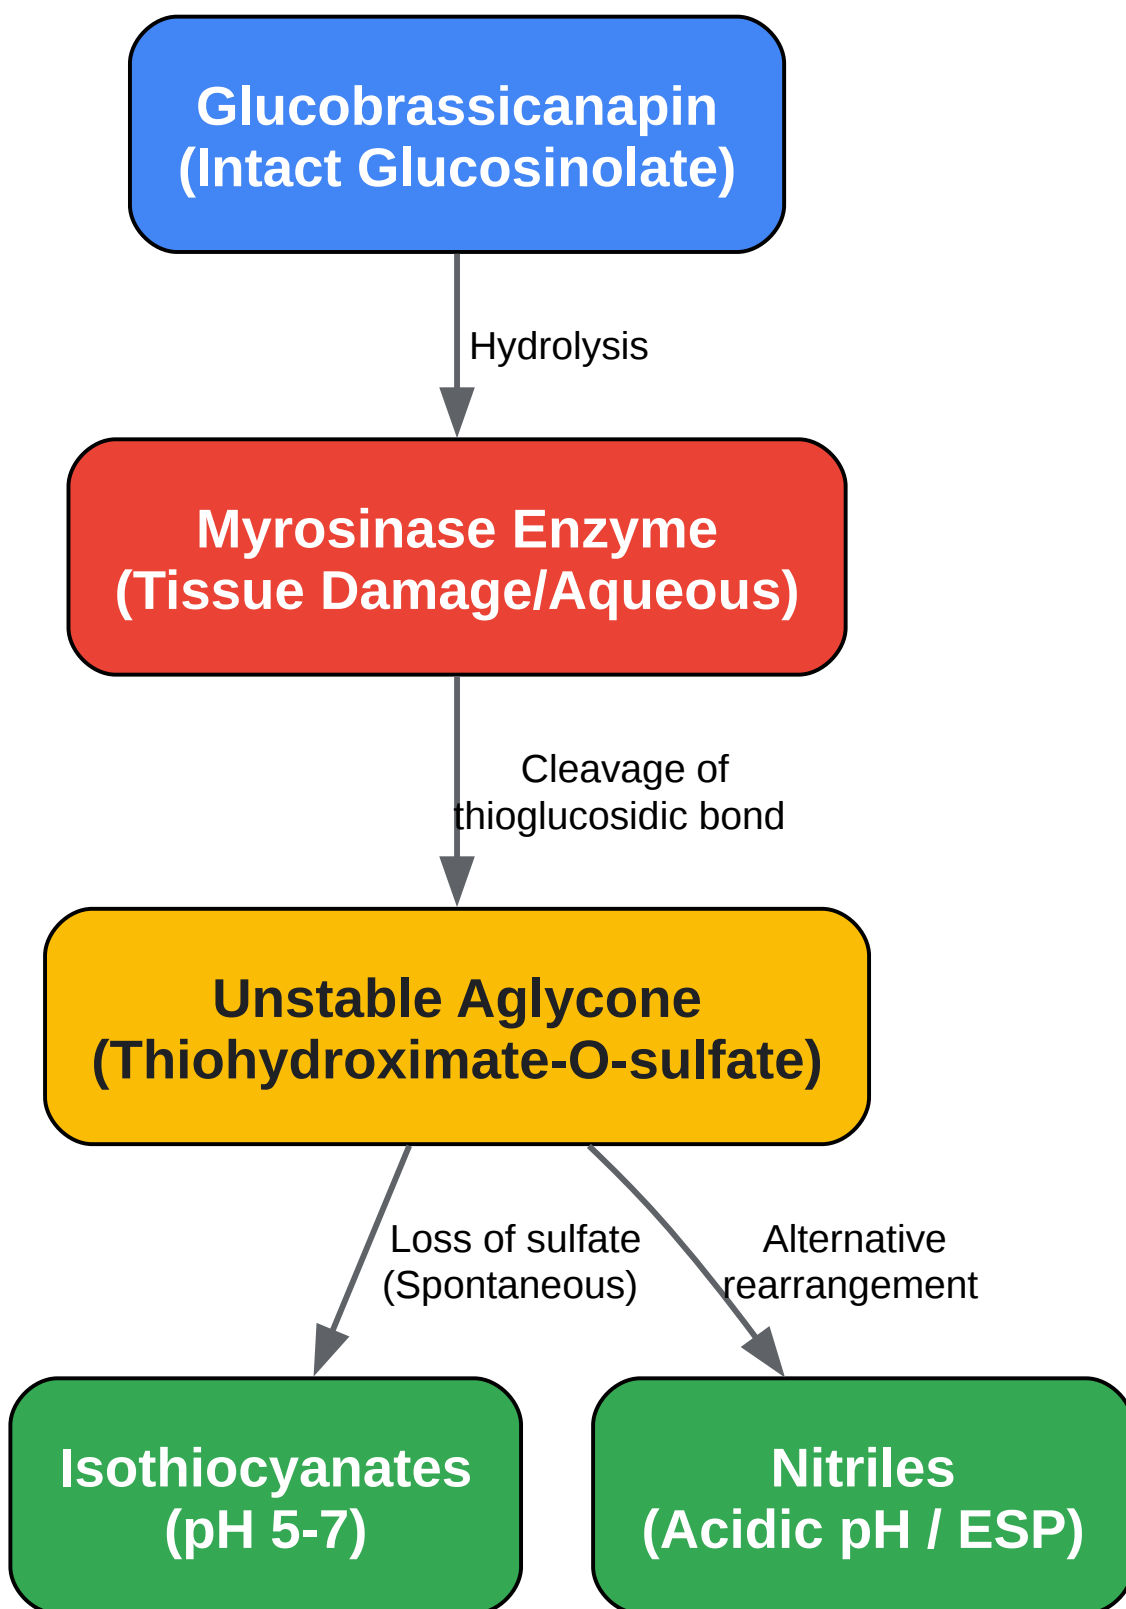 Glucobrassicanapin
(Intact Glucosinolate)
Hydrolysis
Myrosinase Enzyme
(Tissue Damage/Aqueous)
Cleavage of
thioglucosidic bond
Unstable Aglycone
(Thiohydroximate-O-sulfate)
Loss of sulfate
(Spontaneous)
Alternative
rearrangement
Isothiocyanates
(pH 5-7)
Nitriles
(Acidic pH / ESP)